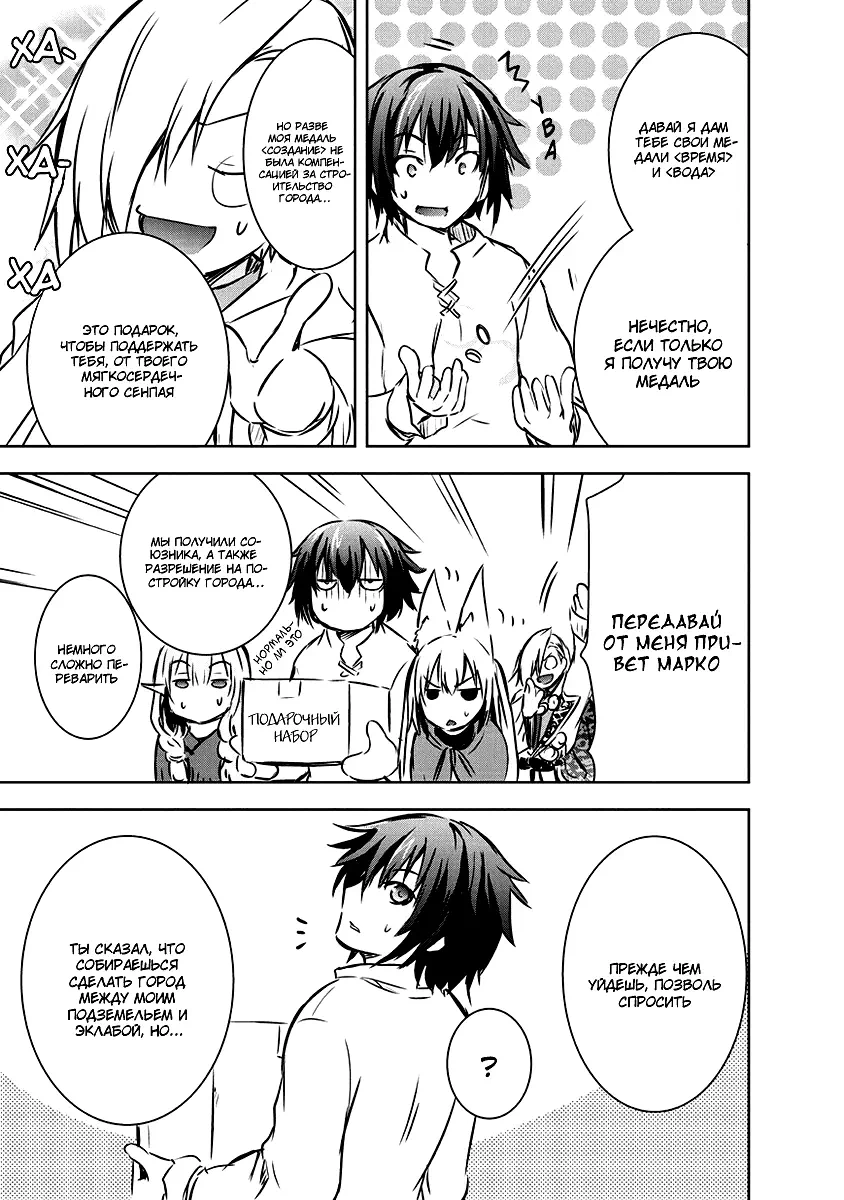 ДАВАЙ Я ДАМ
ТЕБЕ СВОИ МЕ-
ДАЛИ <ВРЕМЯ>
И <ВОДА>
НЕЧЕСТНО,
ЕСЛИ ТОЛЬКО
Я ПОЛУЧУ ТВОЮ
МЕДАЛЬ
НО РАЗВЕ
МОЯ МЕДАЛЬ
<СОЗДАНИЕ> НЕ
БЫЛА КОМПЕН-
САЦИЕЙ ЗА СТРО-
ИТЕЛЬСТВО
ГОРОДА...
ХА-
ХА-
ХА
ЭТО ПОДАРОК,
ЧТОБЫ ПОДДЕРЖАТЬ
ТЕБЯ, ОТ ТВОЕГО
МЯГКОСЕРДЕЧ-
НОГО СЕНПАЯ
ПЕРЕДАВАЙ
ОТ МЕНЯ ПРИ-
ВЕТ МАРКО
МЫ ПОЛУЧИЛИ СО-
ЮЗНИКА, А ТАКЖЕ
РАЗРЕШЕНИЕ НА ПО-
СТРОЙКУ ГОРОДА...
НОРМАЛЬ-
НО ЛИ ЭТО
ПОДАРОЧНЫЙ
НАБОР
НЕМНОГО
СЛОЖНО ПЕ-
РЕВАРИТЬ
ПРЕЖДЕ ЧЕМ
УЙДЕШЬ, ПОЗВОЛЬ
СПРОСИТЬ
?
ТЫ СКАЗАЛ, ЧТО
СОБИРАЕШЬСЯ
СДЕЛАТЬ ГОРОД
МЕЖДУ МОИМ
ПОДЗЕМЕЛЬЕМ И
ЭКЛАБОЙ, НО...